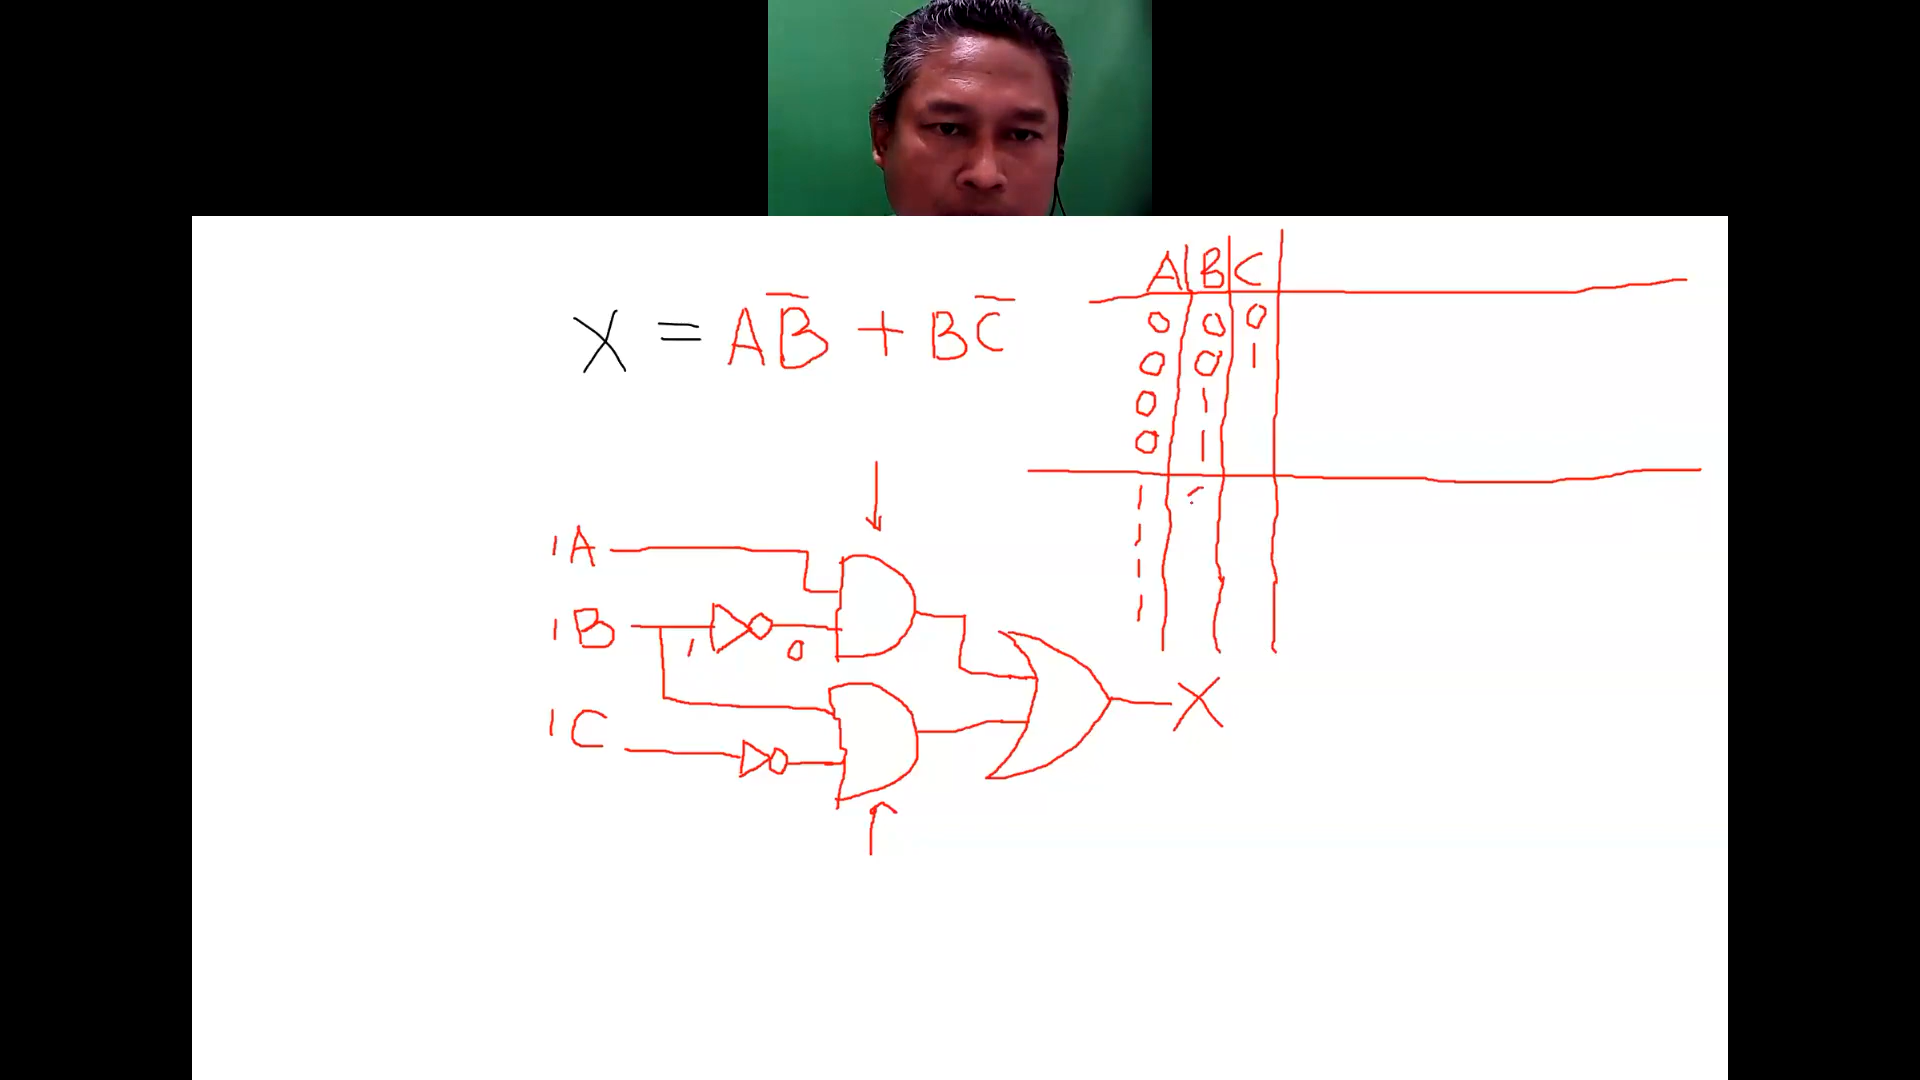 X = AB̅ + BC̅
A B C
0 0 0
0 0 1
0 1
0 1
1
1
1
1
1 A
1 B 1 0
1 C
X